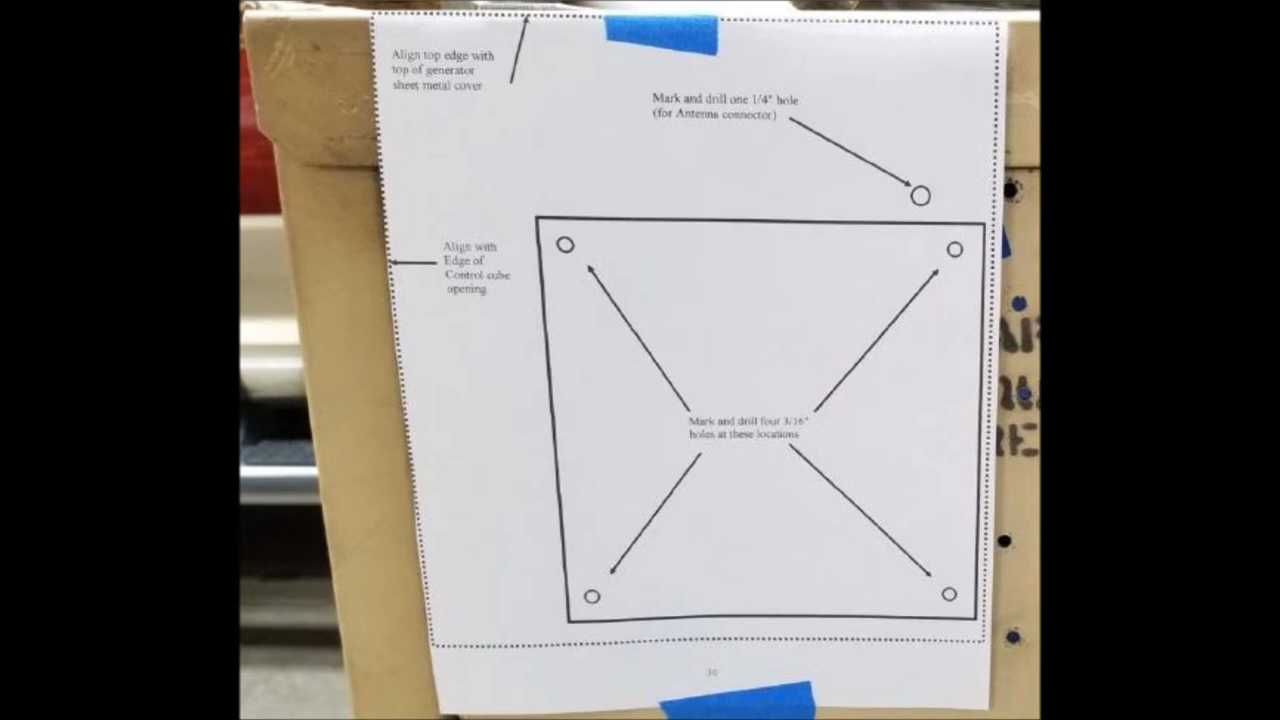 Align top edge with
top of generator
sheet metal cover
Mark and drill one 1/4" hole
(for Antenna connector)
Align with
Edge of
Control cube
opening
Mark and drill four 3/16"
holes at these locations
RE